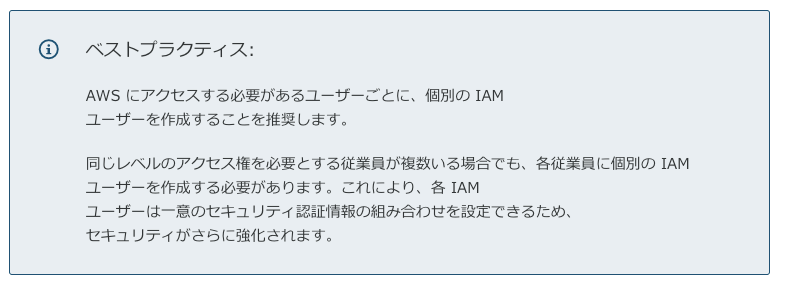 ベストプラクティス:
AWS にアクセスする必要があるユーザーごとに、個別の IAM
ユーザーを作成することを推奨します。
同じレベルのアクセス権を必要とする従業員が複数いる場合でも、各従業員に個別の IAM
ユーザーを作成する必要があります。これにより、各 IAM
ユーザーは一意のセキュリティ認証情報の組み合わせを設定できるため、
セキュリティがさらに強化されます。